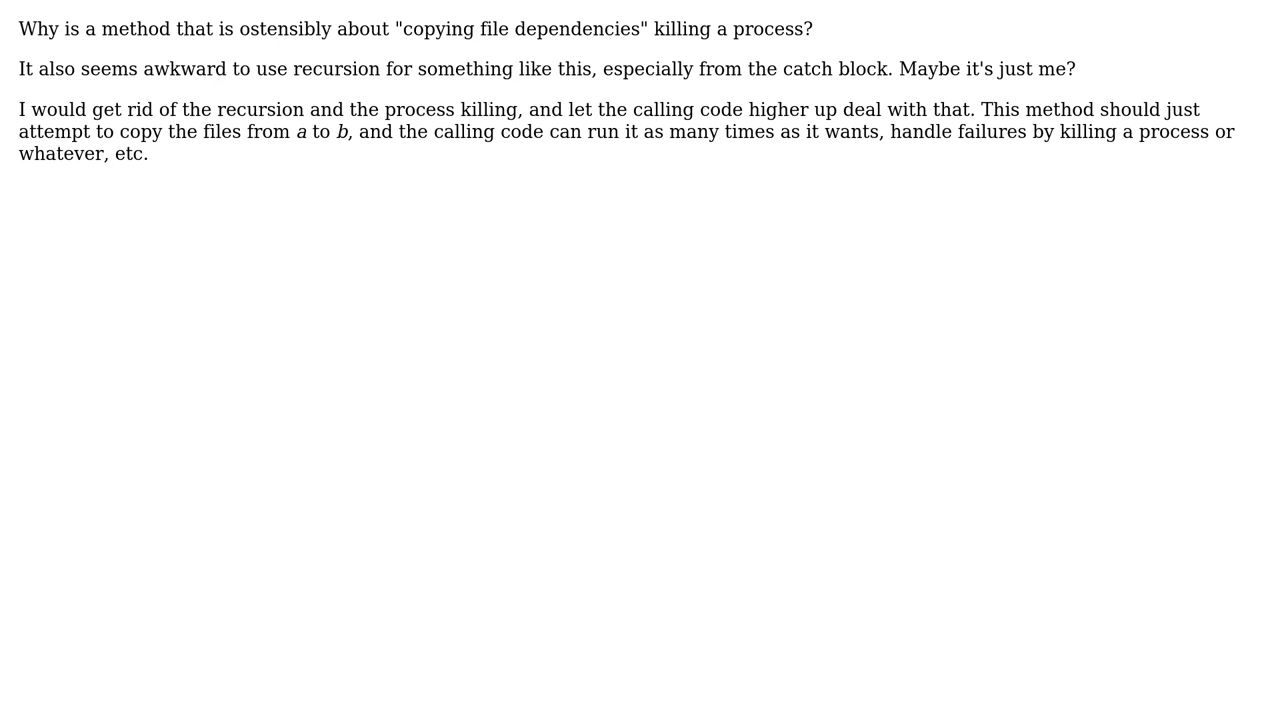 Why is a method that is ostensibly about "copying file dependencies" killing a process?
It also seems awkward to use recursion for something like this, especially from the catch block. Maybe it's just me?
I would get rid of the recursion and the process killing, and let the calling code higher up deal with that. This method should just
attempt to copy the files from a to b, and the calling code can run it as many times as it wants, handle failures by killing a process or
whatever, etc.